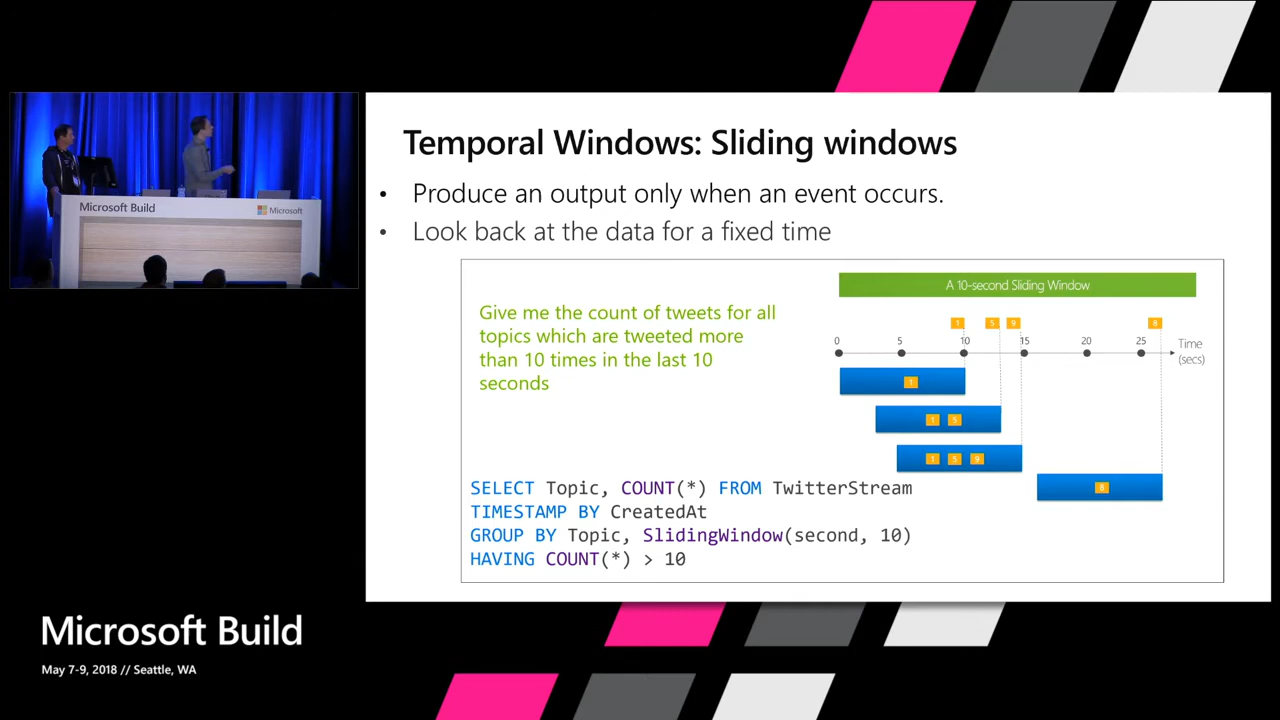 Temporal Windows: Sliding windows
• Produce an output only when an event occurs.
• Look back at the data for a fixed time
Give me the count of tweets for all
topics which are tweeted more
than 10 times in the last 10
seconds
A 10-second Sliding Window
1 5 9 8
0 5 10 15 20 25
Time
(secs)
1
1 5
1 5 9
8
SELECT Topic, COUNT(*) FROM TwitterStream
TIMESTAMP BY CreatedAt
GROUP BY Topic, SlidingWindow(second, 10)
HAVING COUNT(*) > 10
Microsoft Build
Microsoft
Microsoft Build
May 7-9, 2018 // Seattle, WA